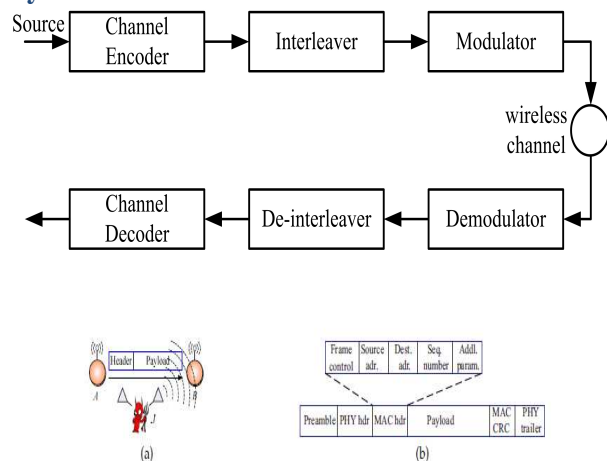 Source
Channel
Encoder
Interleaver
Modulator
wireless
channel
Channel
Decoder
De-interleaver
Demodulator
Header Payload
A
B
J
(a)
Frame
control
Source
adr.
Dest.
adr.
Seq.
number
Addl.
param.
Preamble PHY hdr MAC hdr Payload
MAC
CRC
PHY
trailer
(b)